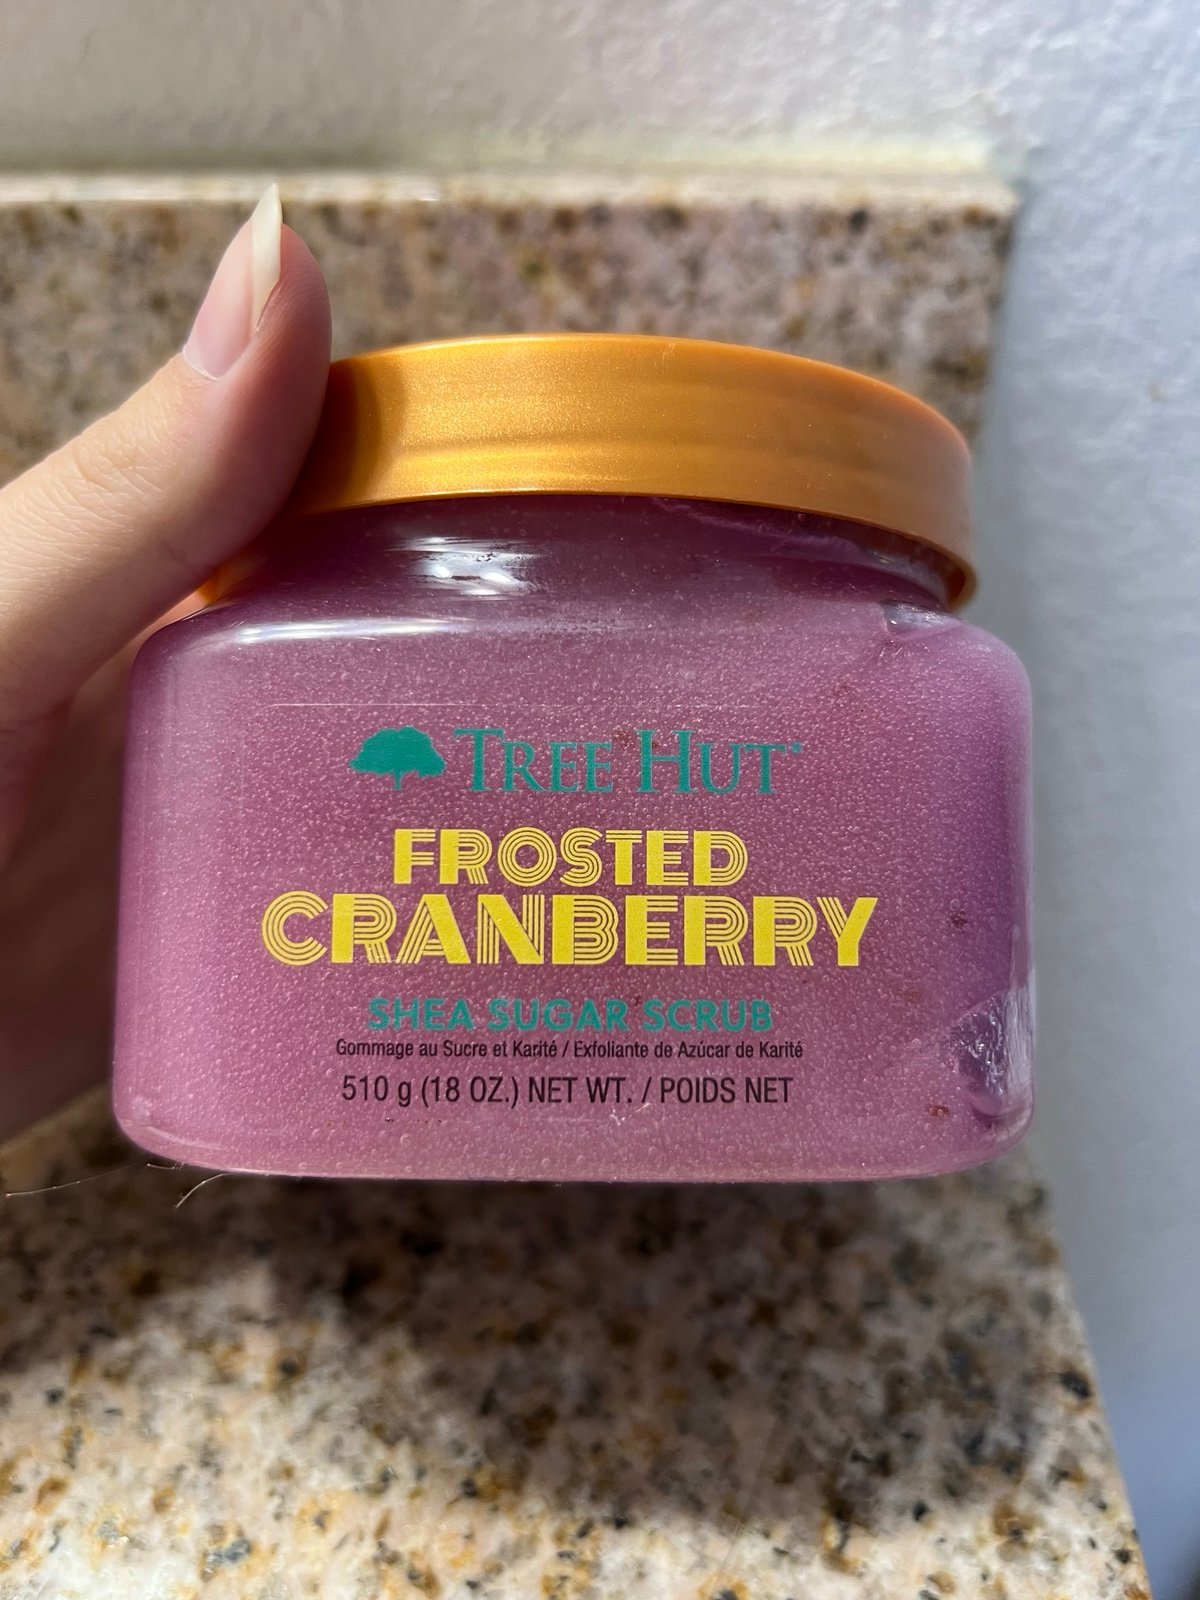 TREE HUT®
FROSTED
CRANBERRY
SHEA SUGAR SCRUB
Gommage au Sucre et Karité / Exfoliante de Azúcar de Karité
510 g (18 OZ.) NET WT. / POIDS NET